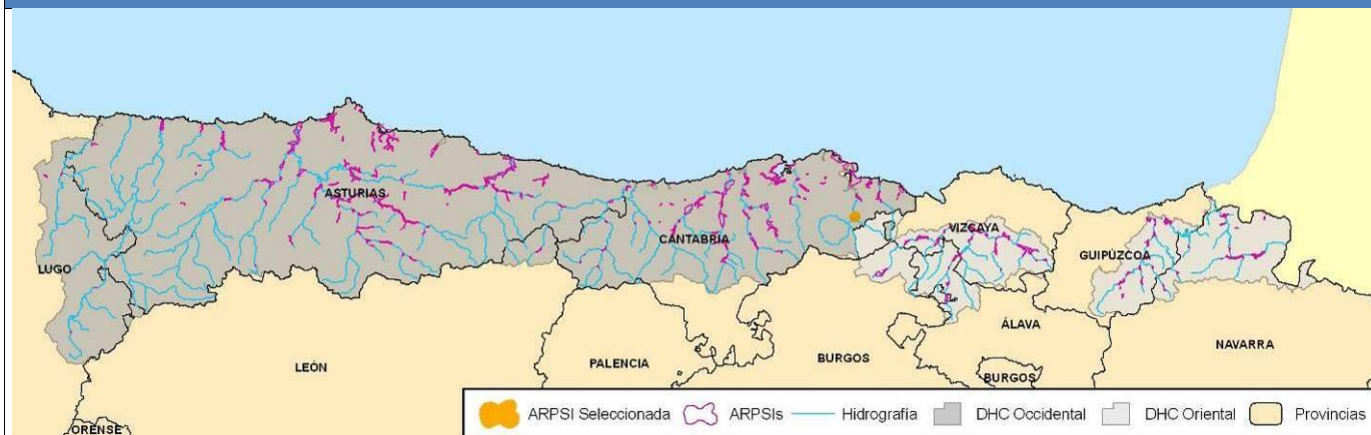 ASTURIAS
CANTABRIA
VIZCAYA
LUGO
GUIPÚZCOA
ÁLAVA
NAVARRA
LEÓN
PALENCIA
BURGOS
BURGOS
ORENSE
ARPSI Seleccionada ARPSIs Hidrografía DHC Occidental DHC Oriental Provincias